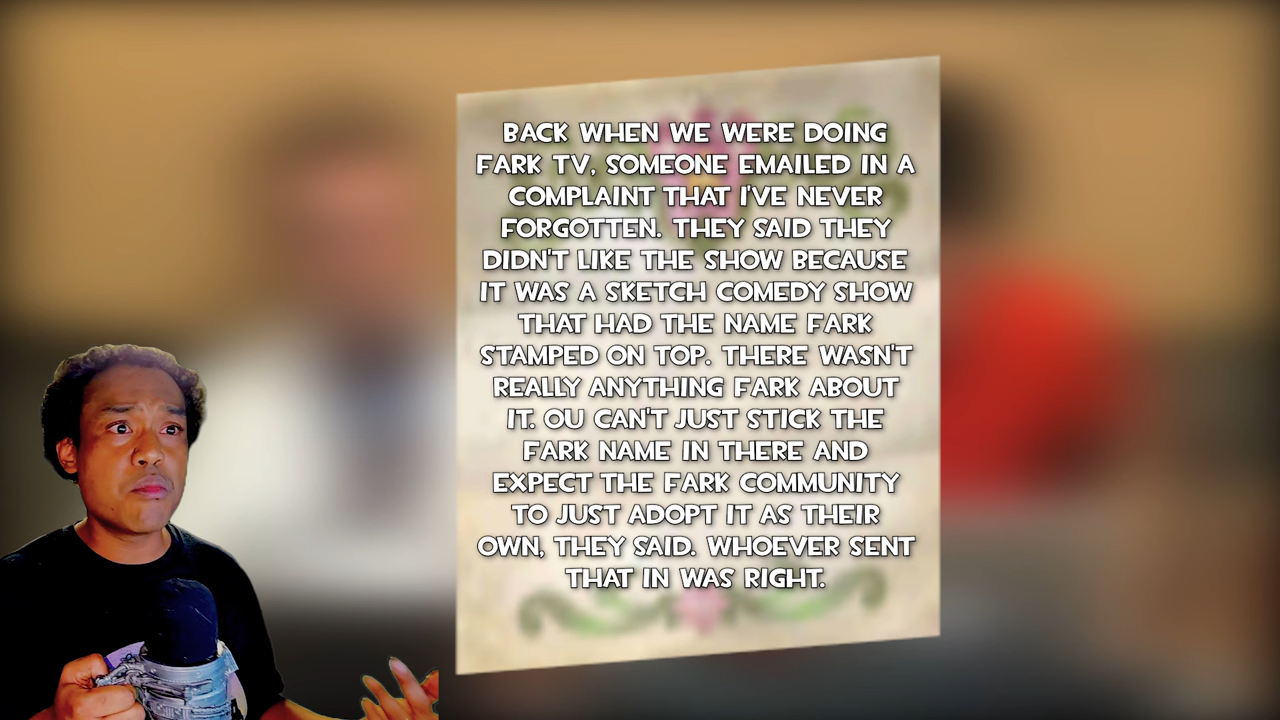 BACK WHEN WE WERE DOING
FARK TV, SOMEONE EMAILED IN A
COMPLAINT THAT I'VE NEVER
FORGOTTEN. THEY SAID THEY
DIDN'T LIKE THE SHOW BECAUSE
IT WAS A SKETCH COMEDY SHOW
THAT HAD THE NAME FARK
STAMPED ON TOP. THERE WASN'T
REALLY ANYTHING FARK ABOUT
IT. OU CAN'T JUST STICK THE
FARK NAME IN THERE AND
EXPECT THE FARK COMMUNITY
TO JUST ADOPT IT AS THEIR
OWN, THEY SAID. WHOEVER SENT
THAT IN WAS RIGHT.